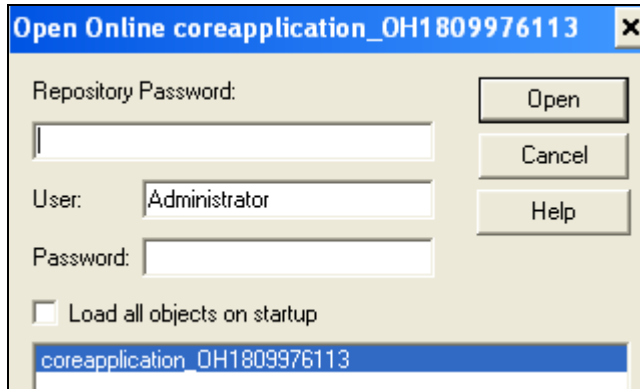 Open Online coreapplication_OH1809976113
Repository Password:
Open
Cancel
User: Administrator
Help
Password:
Load all objects on startup
coreapplication_OH1809976113